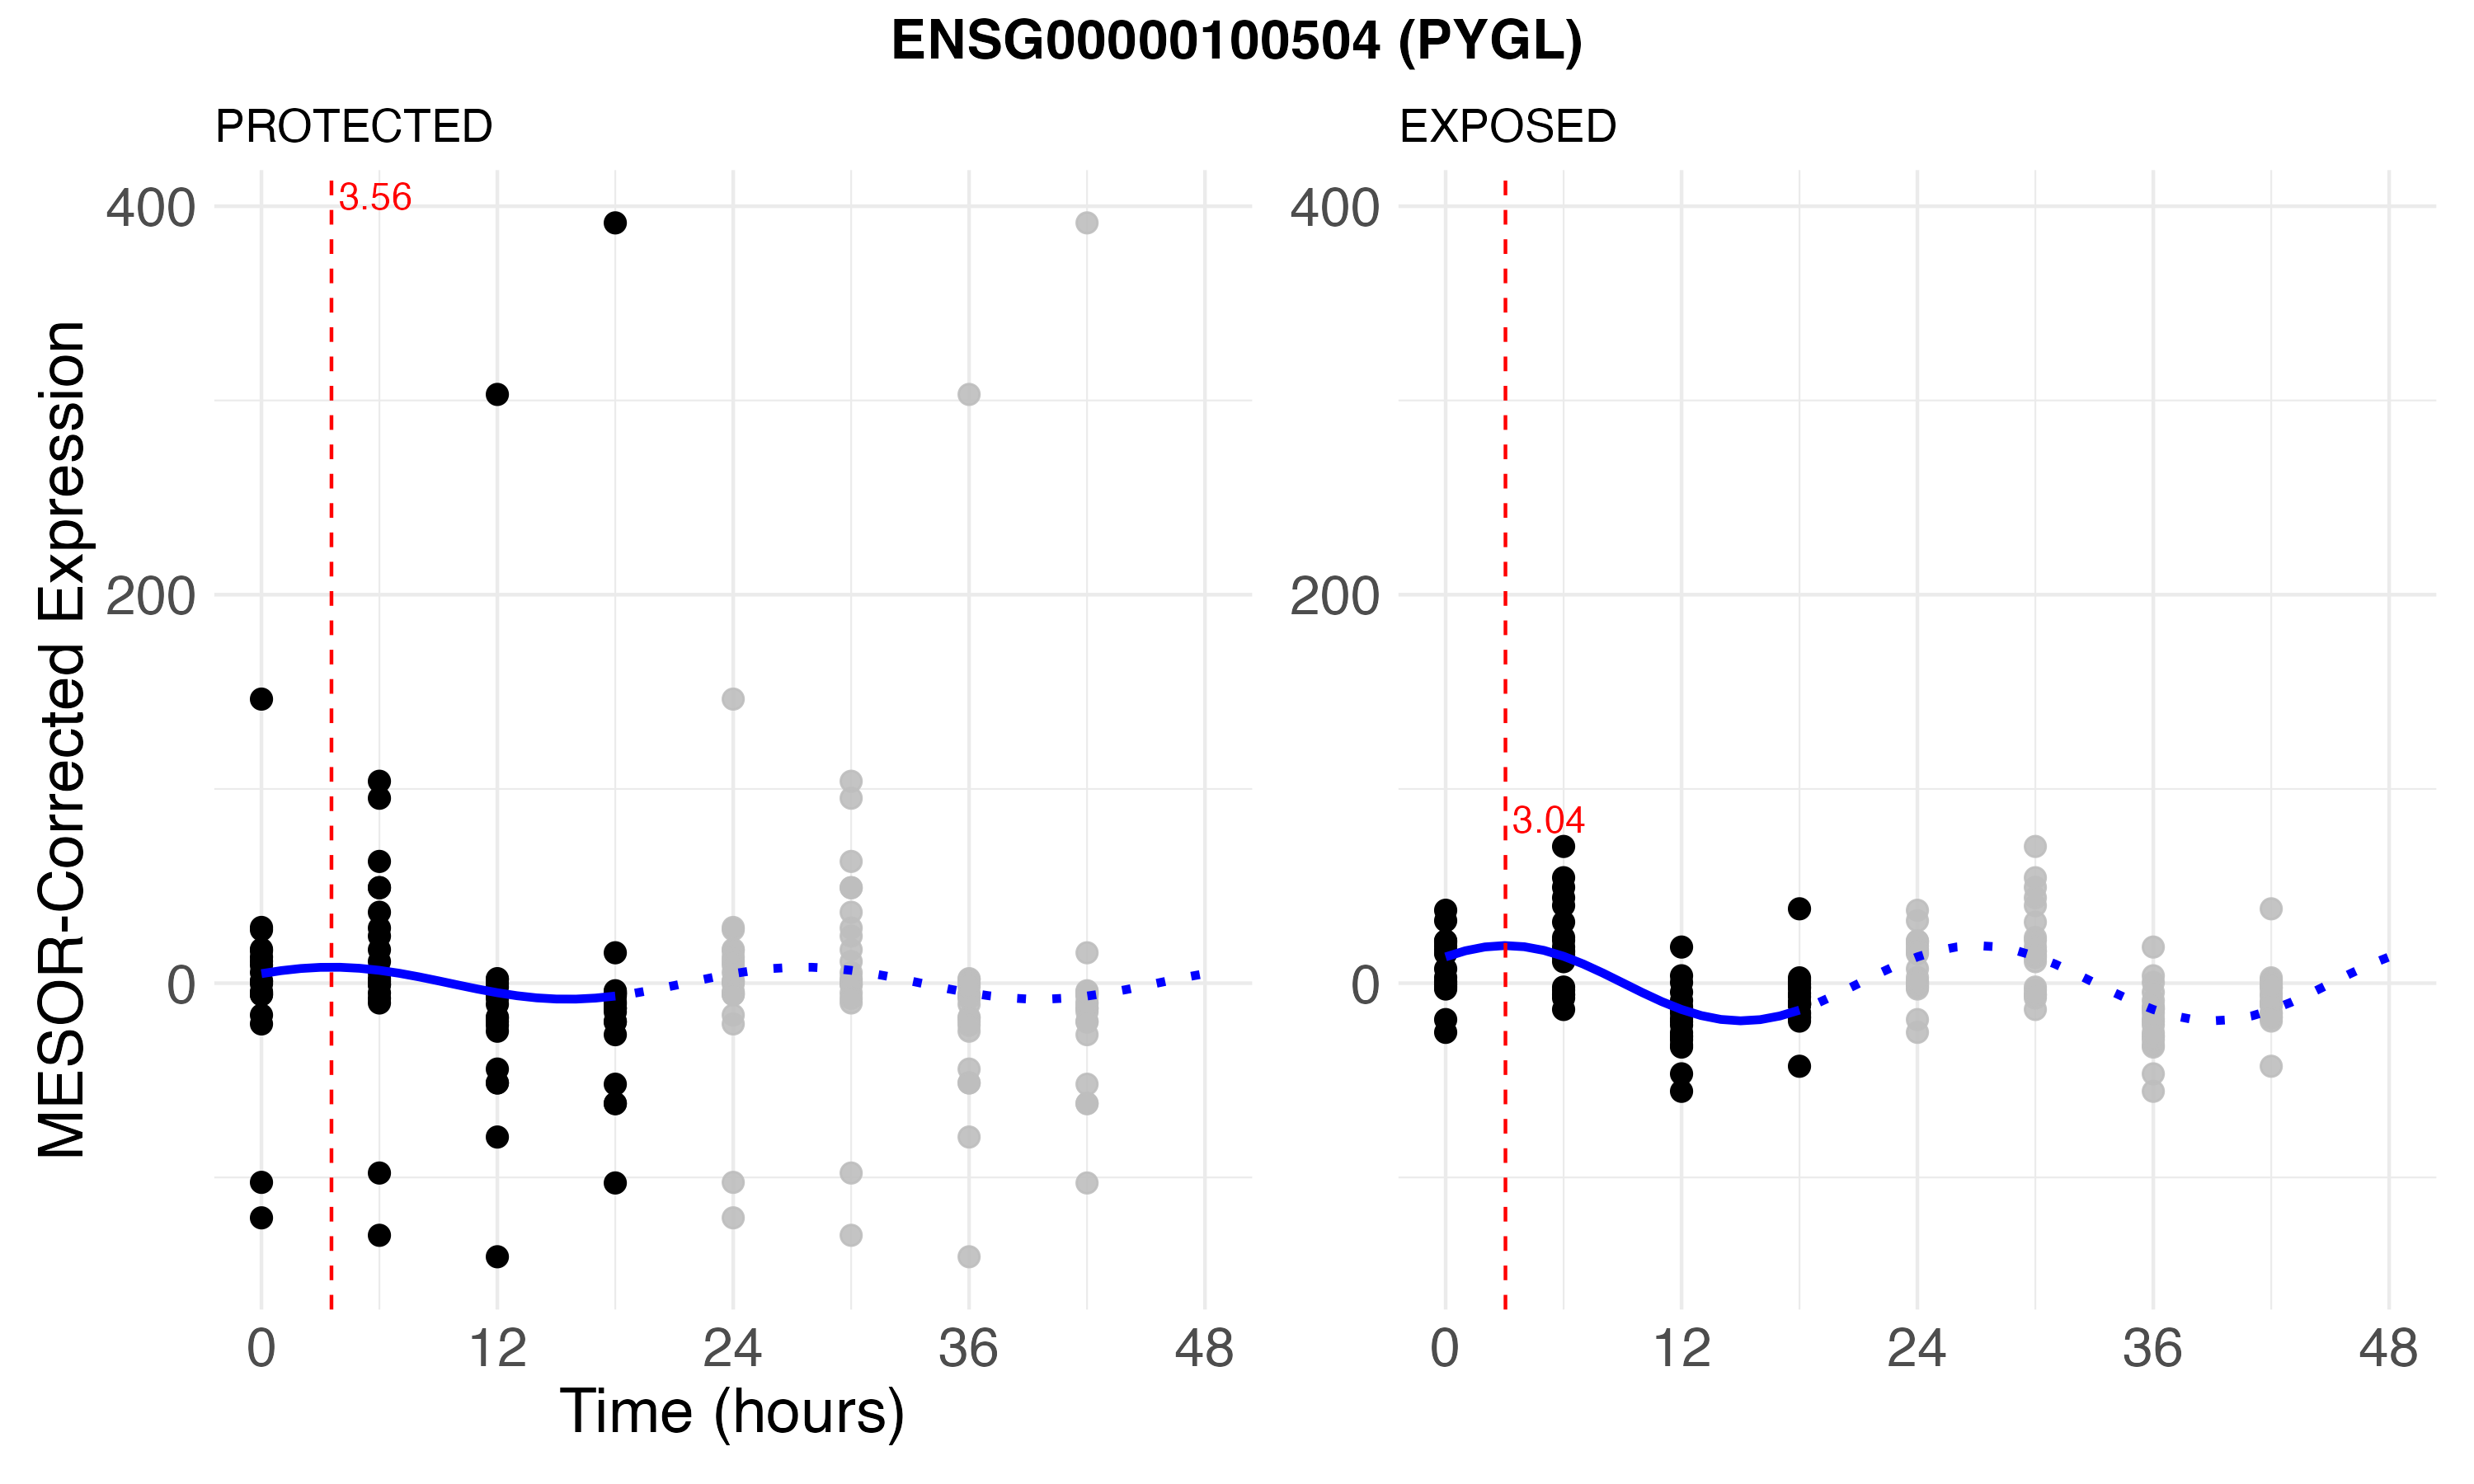 ENSG00000100504 (PYGL)
PROTECTED
EXPOSED
MESOR-Corrected Expression
400
200
0
3.56
0 12 24 36 48
Time (hours)
400
200
0
3.04
0 12 24 36 48